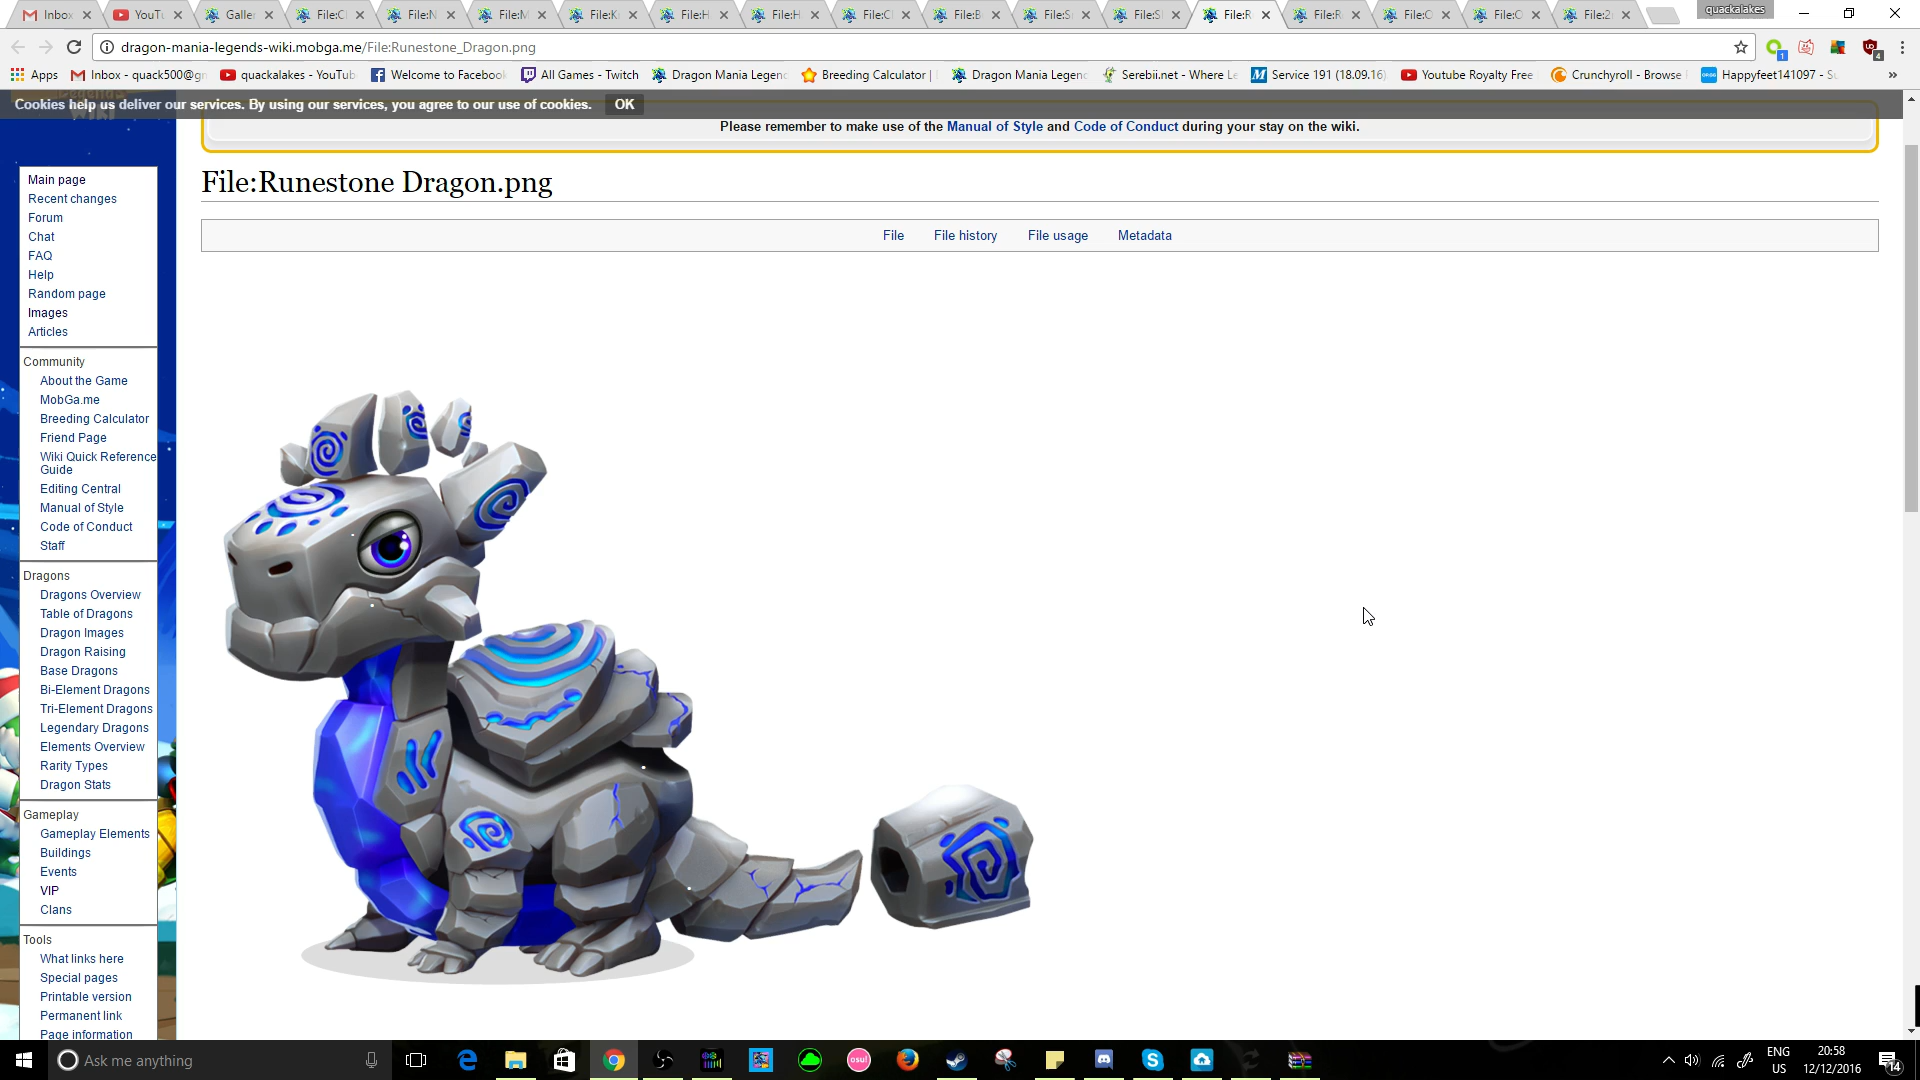 quackalakes
Inbox
YouTu
Galler
File:Cl
File:N
File:M
File:Ki
File:H
File:H
File:Cl
File:B
File:Si
File:Sl
File:R
File:R
File:O
File:O
File:2
dragon-mania-legends-wiki.mobga.me/File:Runestone_Dragon.png
Apps
Inbox - quack500@g
quackalakes - YouTub
Welcome to Facebook
All Games - Twitch
Dragon Mania Legen
Breeding Calculator |
Dragon Mania Legen
Serebii.net - Where Le
Service 191 (18.09.16)
Youtube Royalty Free
Crunchyroll - Browse
Happyfeet141097 - Su
»
Cookies help us deliver our services. By using our services, you agree to our use of cookies. OK
Please remember to make use of the Manual of Style and Code of Conduct during your stay on the wiki.
File:Runestone Dragon.png
File
File history
File usage
Metadata
Main page
Recent changes
Forum
Chat
FAQ
Help
Random page
Images
Articles
Community
About the Game
MobGa.me
Breeding Calculator
Friend Page
Wiki Quick Reference
Guide
Editing Central
Manual of Style
Code of Conduct
Staff
Dragons
Dragons Overview
Table of Dragons
Dragon Images
Dragon Raising
Base Dragons
Bi-Element Dragons
Tri-Element Dragons
Legendary Dragons
Elements Overview
Rarity Types
Dragon Stats
Gameplay
Gameplay Elements
Buildings
Events
VIP
Clans
Tools
What links here
Special pages
Printable version
Permanent link
Page information
Ask me anything
osu!
ENG
US
20:58
12/12/2016
14